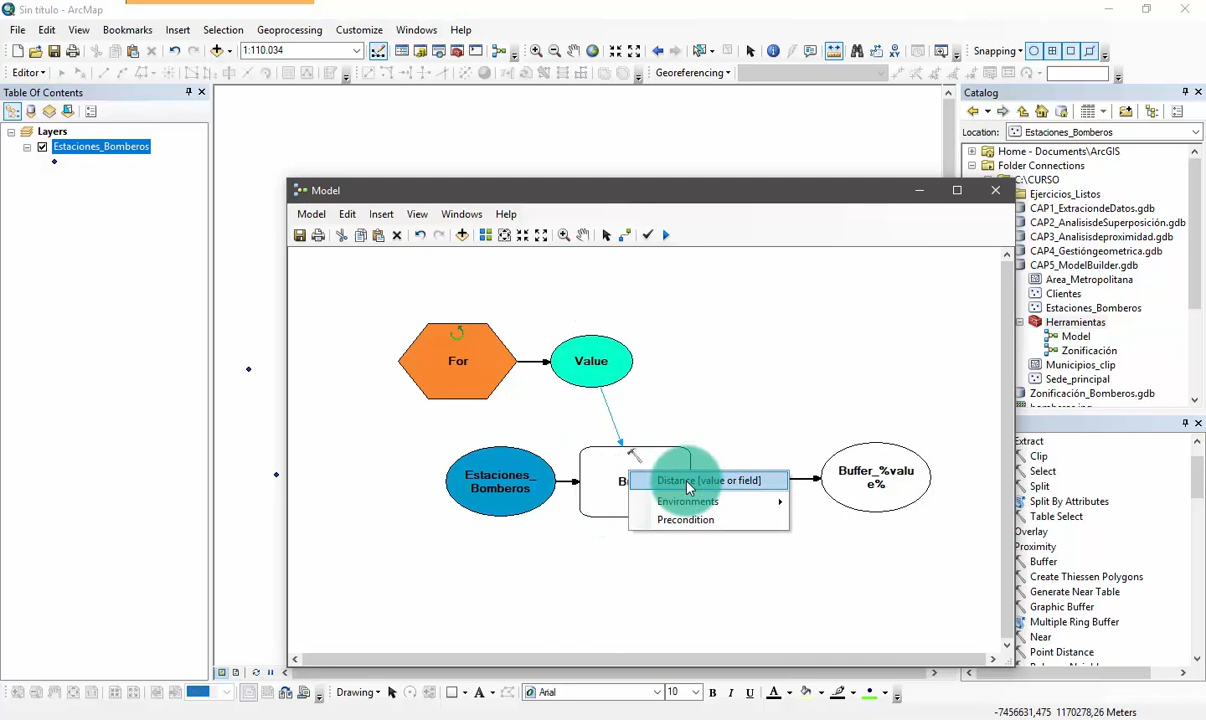 Sin título - ArcMap
File Edit View Bookmarks Insert Selection Geoprocessing Customize Windows Help
1:110.034
Snapping
Editor
Georeferencing
Table Of Contents
Layers
Estaciones_Bomberos
Model
Model Edit Insert View Windows Help
For
Value
Estaciones_
Bomberos
Distance [value or field]
Environments
Precondition
Buffer_%valu
e%
Catalog
Location: Estaciones_Bomberos
Home - Documents\ArcGIS
Folder Connections
C:\CURSO
Ejercicios_Listos
CAP1_ExtraciondeDatos.gdb
CAP2_AnalisisdeSuperposición.gdb
CAP3_Analisisdeproximidad.gdb
CAP4_Gestióngeometrica.gdb
CAP5_ModelBuilder.gdb
Area_Metropolitana
Clientes
Estaciones_Bomberos
Herramientas
Model
Zonificación
Municipios_clip
Sede_principal
Zonificación_Bomberos.gdb
Extract
Clip
Select
Split
Split By Attributes
Table Select
Overlay
Proximity
Buffer
Create Thiessen Polygons
Generate Near Table
Graphic Buffer
Multiple Ring Buffer
Near
Point Distance
Drawing
Arial
10
B I U A
-7456631,475 1170278,26 Meters